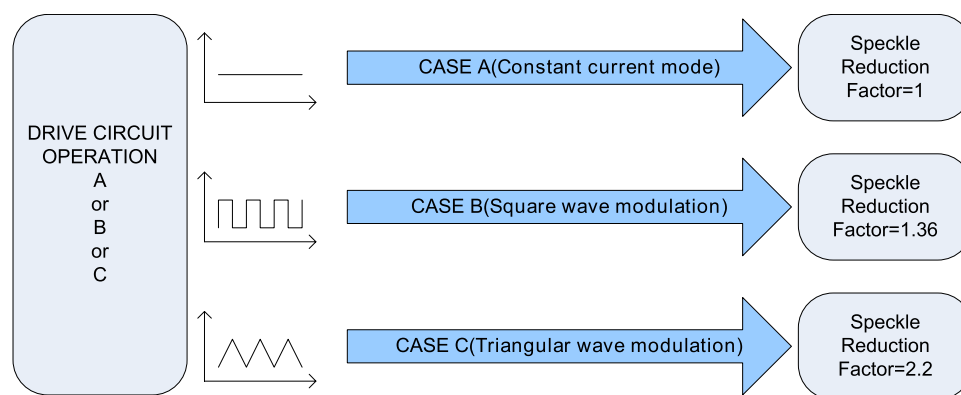 DRIVE CIRCUIT
OPERATION
A
or
B
or
C
CASE A(Constant current mode)
Speckle
Reduction
Factor=1
CASE B(Square wave modulation)
Speckle
Reduction
Factor=1.36
CASE C(Triangular wave modulation)
Speckle
Reduction
Factor=2.2